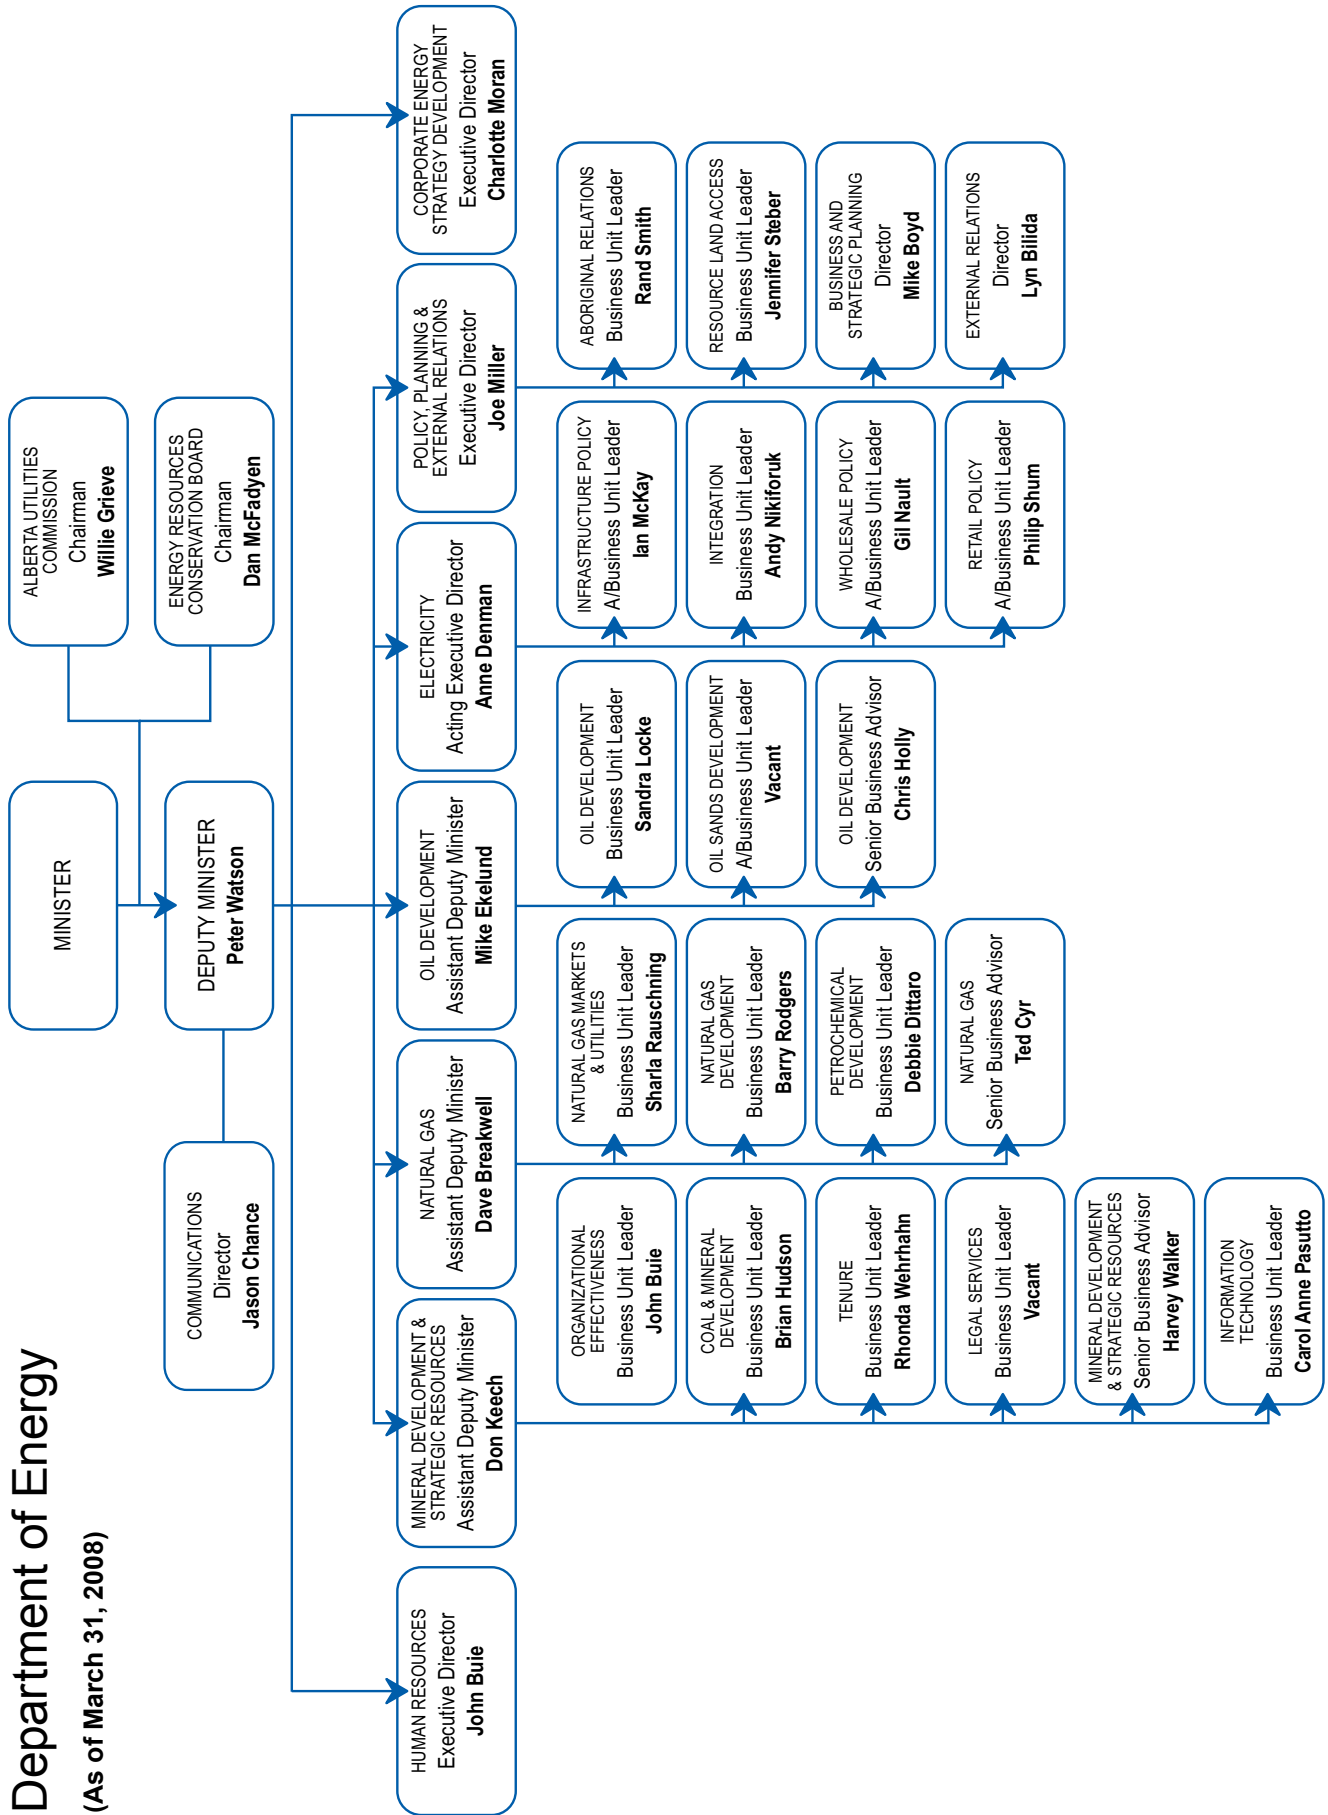 Department of Energy
(As of March 31, 2008)
MINISTER
ALBERTA UTILITIES
COMMISSION
Chairman
Willie Grieve
ENERGY RESOURCES
CONSERVATION BOARD
Chairman
Dan McFadyen
COMMUNICATIONS
Director
Jason Chance
DEPUTY MINISTER
Peter Watson
HUMAN RESOURCES
Executive Director
John Buie
MINERAL DEVELOPMENT &
STRATEGIC RESOURCES
Assistant Deputy Minister
Don Keech
NATURAL GAS
Assistant Deputy Minister
Dave Breakwell
OIL DEVELOPMENT
Assistant Deputy Minister
Mike Ekelund
ELECTRICITY
Acting Executive Director
Anne Denman
POLICY, PLANNING &
EXTERNAL RELATIONS
Executive Director
Joe Miller
CORPORATE ENERGY
STRATEGY DEVELOPMENT
Executive Director
Charlotte Moran
ORGANIZATIONAL
EFFECTIVENESS
Business Unit Leader
John Buie
COAL & MINERAL
DEVELOPMENT
Business Unit Leader
Brian Hudson
TENURE
Business Unit Leader
Rhonda Wehrhahn
LEGAL SERVICES
Business Unit Leader
Vacant
MINERAL DEVELOPMENT
& STRATEGIC RESOURCES
Senior Business Advisor
Harvey Walker
INFORMATION
TECHNOLOGY
Business Unit Leader
Carol Anne Pasutto
NATURAL GAS MARKETS
& UTILITIES
Business Unit Leader
Sharla Rauschning
NATURAL GAS
DEVELOPMENT
Business Unit Leader
Barry Rodgers
PETROCHEMICAL
DEVELOPMENT
Business Unit Leader
Debbie Dittaro
NATURAL GAS
Senior Business Advisor
Ted Cyr
OIL DEVELOPMENT
Business Unit Leader
Sandra Locke
OIL SANDS DEVELOPMENT
A/Business Unit Leader
Vacant
OIL DEVELOPMENT
Senior Business Advisor
Chris Holly
INFRASTRUCTURE POLICY
A/Business Unit Leader
Ian McKay
INTEGRATION
Business Unit Leader
Andy Nikiforuk
WHOLESALE POLICY
A/Business Unit Leader
Gil Nault
RETAIL POLICY
A/Business Unit Leader
Philip Shum
ABORIGINAL RELATIONS
Business Unit Leader
Rand Smith
RESOURCE LAND ACCESS
Business Unit Leader
Jennifer Steber
BUSINESS AND
STRATEGIC PLANNING
Director
Mike Boyd
EXTERNAL RELATIONS
Director
Lyn Bilida